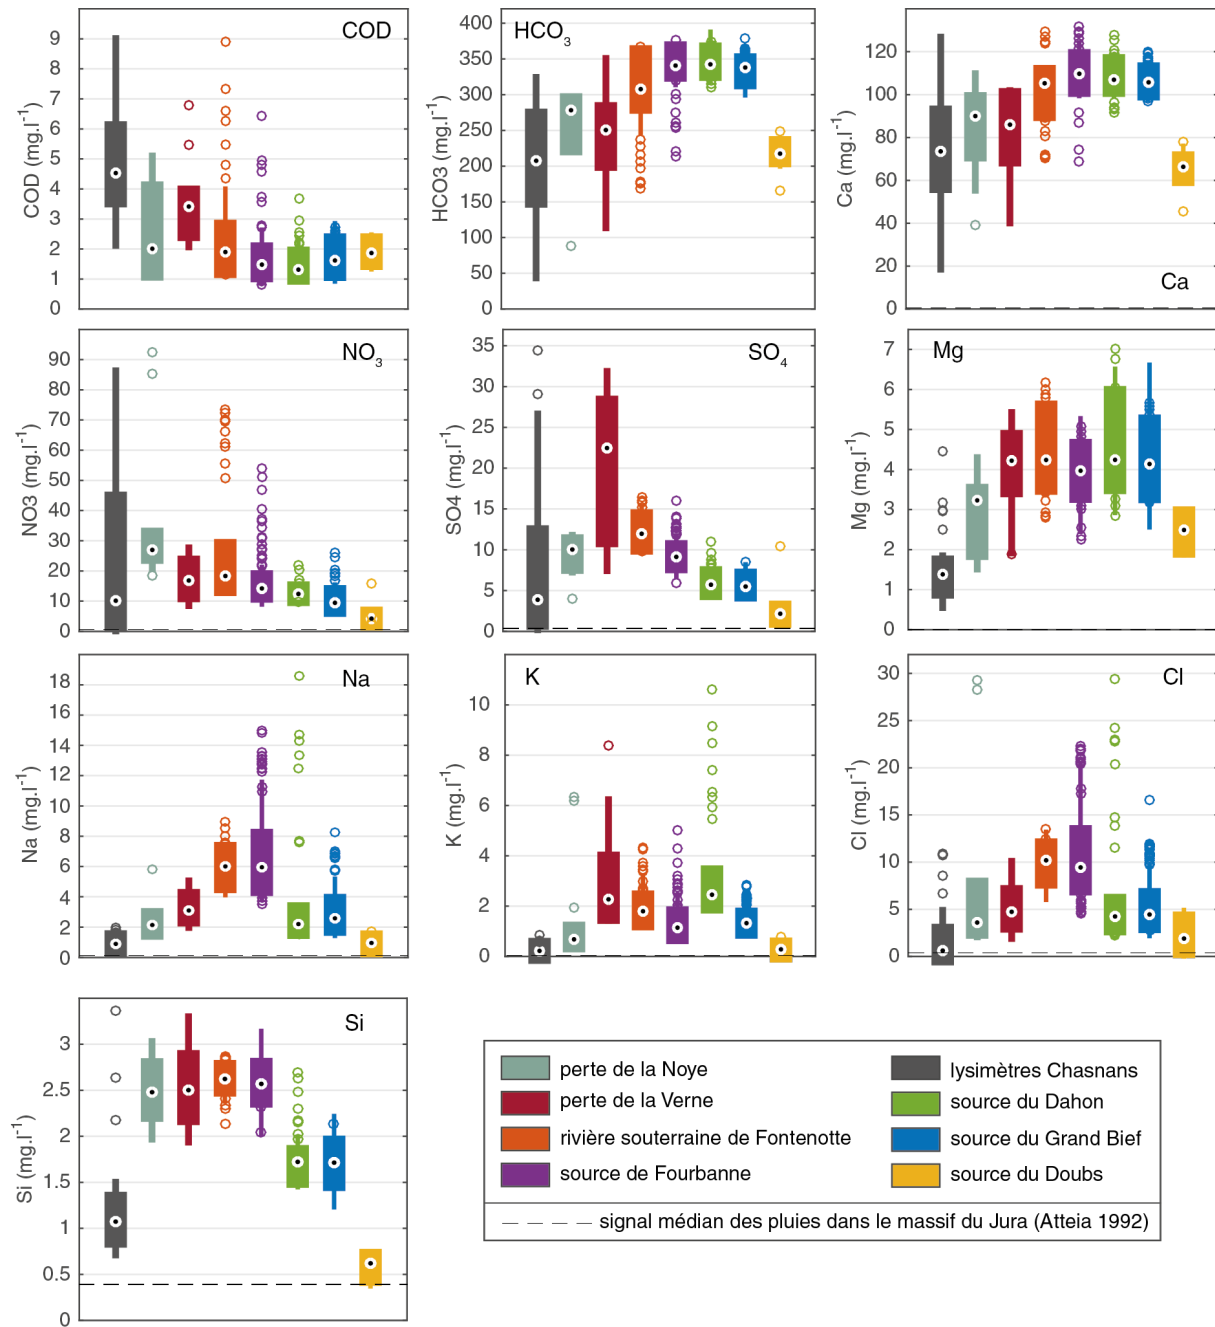 COD
COD (mg.l⁻¹)
9
8
7
6
5
4
3
2
1
0
HCO₃
HCO3 (mg.l⁻¹)
400
350
300
250
200
150
100
50
0
Ca
Ca (mg.l⁻¹)
120
100
80
60
40
20
0
NO₃
NO3 (mg.l⁻¹)
90
80
70
60
50
40
30
20
10
0
SO₄
SO4 (mg.l⁻¹)
35
30
25
20
15
10
5
0
Mg
Mg (mg.l⁻¹)
7
6
5
4
3
2
1
0
Na
Na (mg.l⁻¹)
18
16
14
12
10
8
6
4
2
0
K
K (mg.l⁻¹)
10
8
6
4
2
0
Cl
Cl (mg.l⁻¹)
30
25
20
15
10
5
0
Si
Si (mg.l⁻¹)
3
2.5
2
1.5
1
0.5
0
perte de la Noye
perte de la Verne
rivière souterraine de Fontenotte
source de Fourbanne
lysimètres Chasnans
source du Dahon
source du Grand Bief
source du Doubs
signal médian des pluies dans le massif du Jura (Atteia 1992)